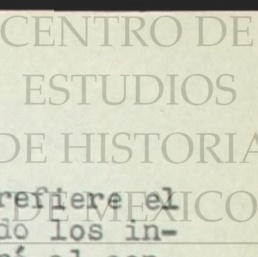 CENTRO DE
ESTUDIOS
DE HISTORIA
DE MEXICO
refiere el
do los in-